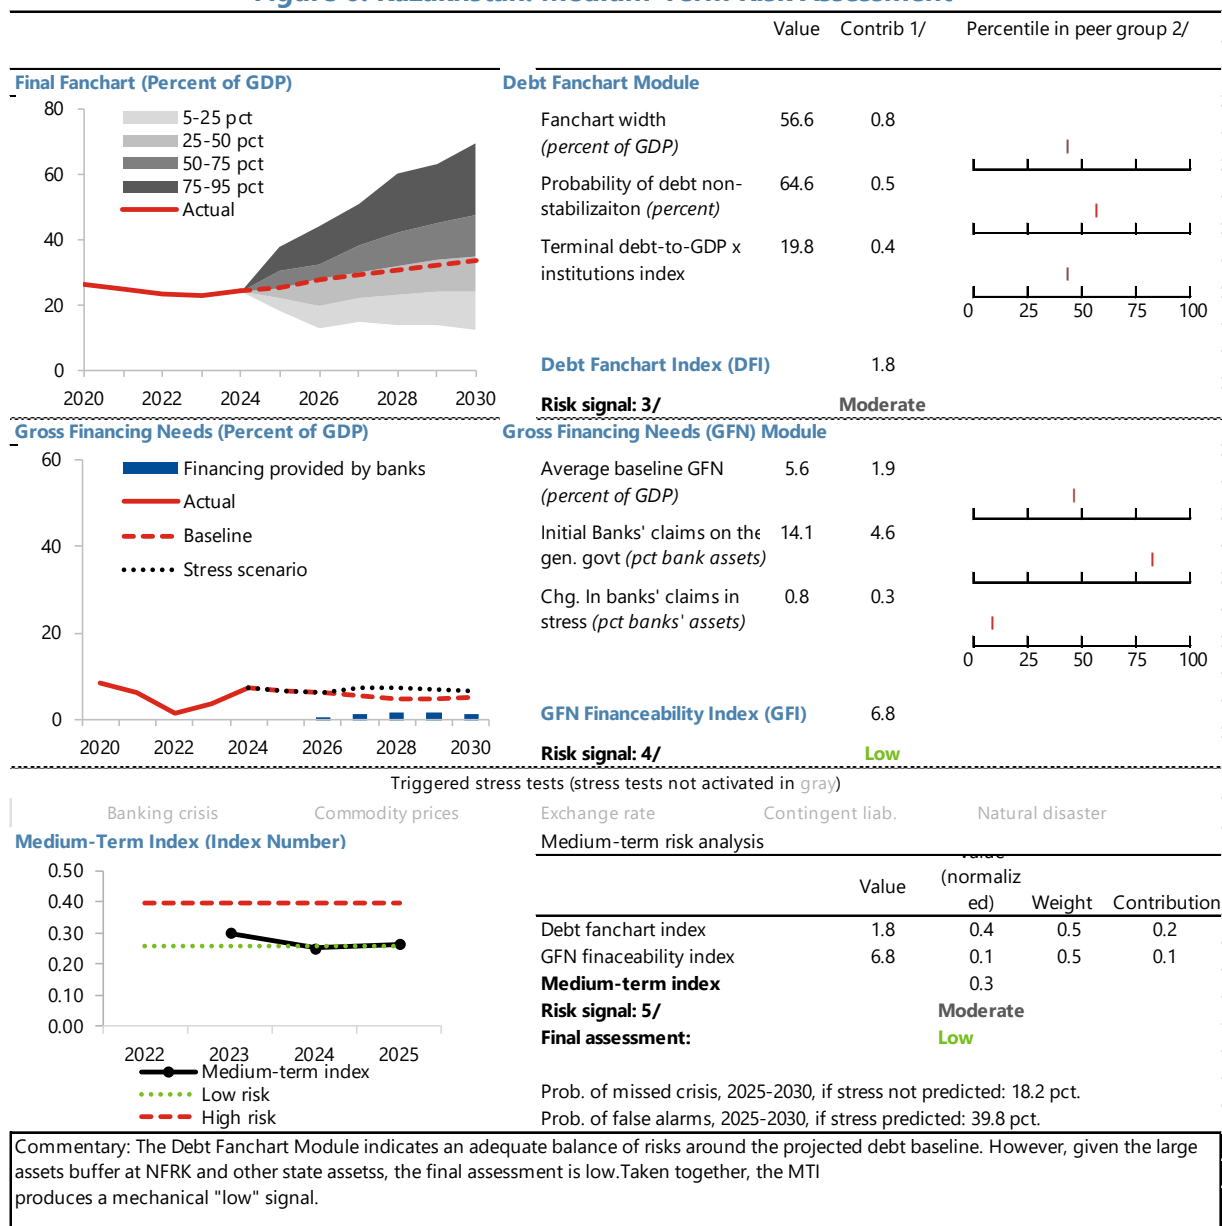 Figure 6. Kazakhstan: Medium-Term Risk Assessment
Value Contrib 1/ Percentile in peer group 2/
Final Fanchart (Percent of GDP)
80
60
40
20
0
5-25 pct
25-50 pct
50-75 pct
75-95 pct
Actual
2020 2022 2024 2026 2028 2030
Debt Fanchart Module
Fanchart width 56.6 0.8
(percent of GDP)
Probability of debt non- 64.6 0.5
stabilizaiton (percent)
Terminal debt-to-GDP x 19.8 0.4
institutions index
0 25 50 75 100
Debt Fanchart Index (DFI) 1.8
Risk signal: 3/ Moderate
Gross Financing Needs (Percent of GDP)
60
40
20
0
Financing provided by banks
Actual
Baseline
Stress scenario
2020 2022 2024 2026 2028 2030
Gross Financing Needs (GFN) Module
Average baseline GFN 5.6 1.9
(percent of GDP)
Initial Banks' claims on the 14.1 4.6
gen. govt (pct bank assets)
Chg. In banks' claims in 0.8 0.3
stress (pct banks' assets)
0 25 50 75 100
GFN Financeability Index (GFI) 6.8
Risk signal: 4/ Low
Triggered stress tests (stress tests not activated in gray)
Banking crisis Commodity prices Exchange rate Contingent liab. Natural disaster
Medium-Term Index (Index Number)
0.50
0.40
0.30
0.20
0.10
0.00
2022 2023 2024 2025
Medium-term index
Low risk
High risk
Medium-term risk analysis
Value
(normaliz
Value ed) Weight Contribution
Debt fanchart index 1.8 0.4 0.5 0.2
GFN finaceability index 6.8 0.1 0.5 0.1
Medium-term index 0.3
Risk signal: 5/ Moderate
Final assessment: Low
Prob. of missed crisis, 2025-2030, if stress not predicted: 18.2 pct.
Prob. of false alarms, 2025-2030, if stress predicted: 39.8 pct.
Commentary: The Debt Fanchart Module indicates an adequate balance of risks around the projected debt baseline. However, given the large
assets buffer at NFRK and other state assetss, the final assessment is low.Taken together, the MTI
produces a mechanical "low" signal.